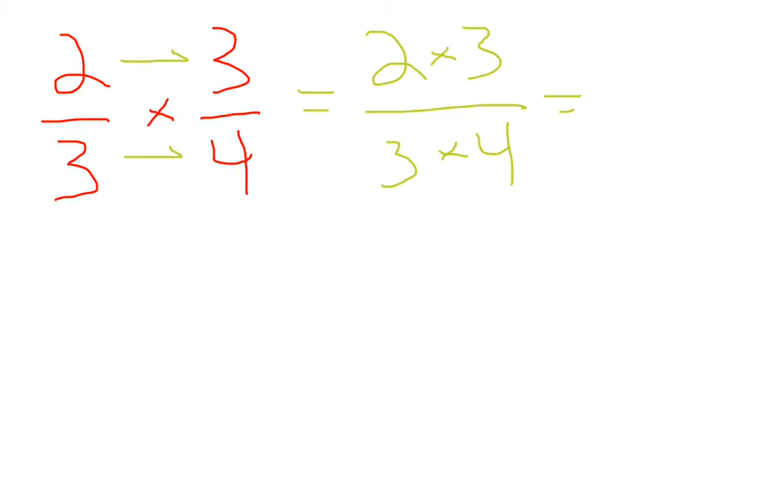 2/3 × 3/4 = 2 × 3 / 3 × 4 =